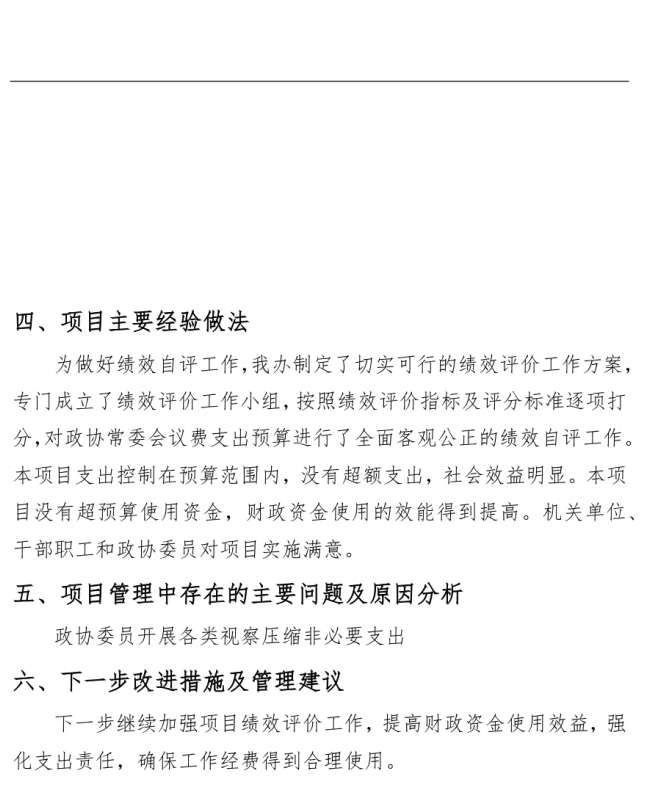 四、项目主要经验做法
为做好绩效自评工作，我办制定了切实可行的绩效评价工作方案，
专门成立了绩效评价工作小组，按照绩效评价指标及评分标准逐项打
分，对政协常委会议费支出预算进行了全面客观公正的绩效自评工作。
本项目支出控制在预算范围内，没有超额支出，社会效益明显。本项
目没有超预算使用资金，财政资金使用的效能得到提高。机关单位、
干部职工和政协委员对项目实施满意。
五、项目管理中存在的主要问题及原因分析
政协委员开展各类视察压缩非必要支出
六、下一步改进措施及管理建议
下一步继续加强项目绩效评价工作，提高财政资金使用效益，强
化支出责任，确保工作经费得到合理使用。